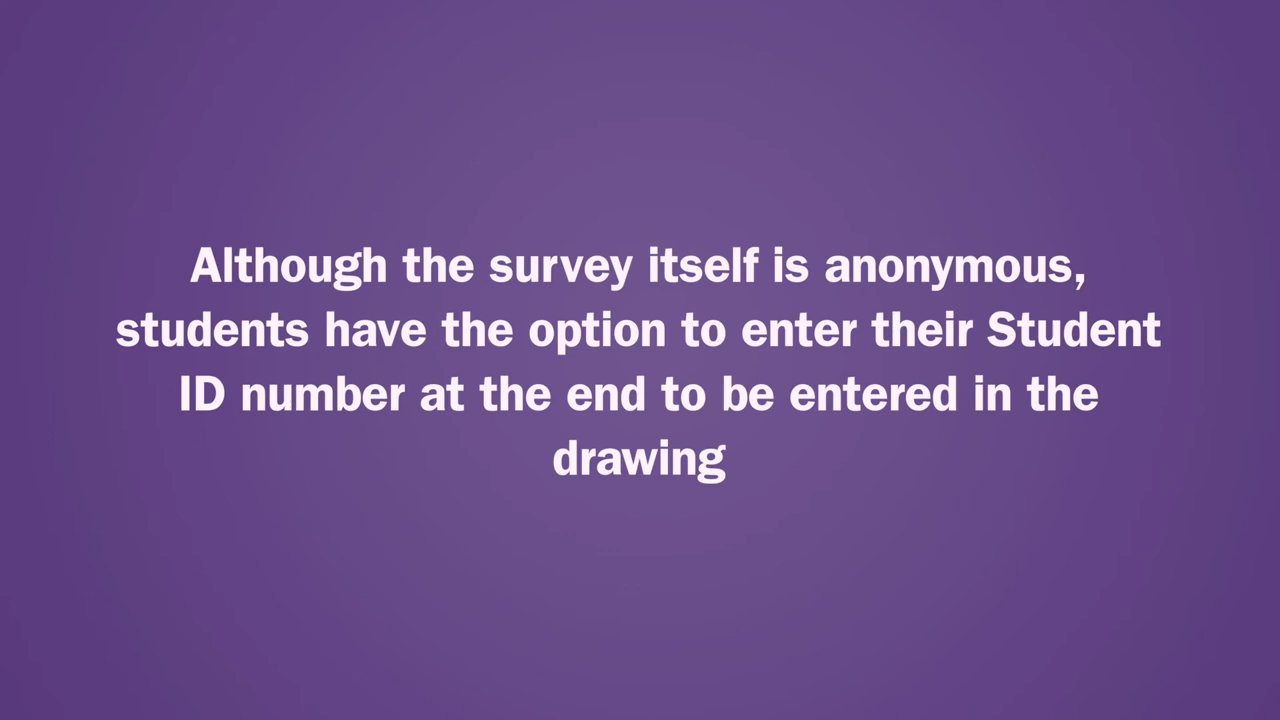 Although the survey itself is anonymous,
students have the option to enter their Student
ID number at the end to be entered in the
drawing